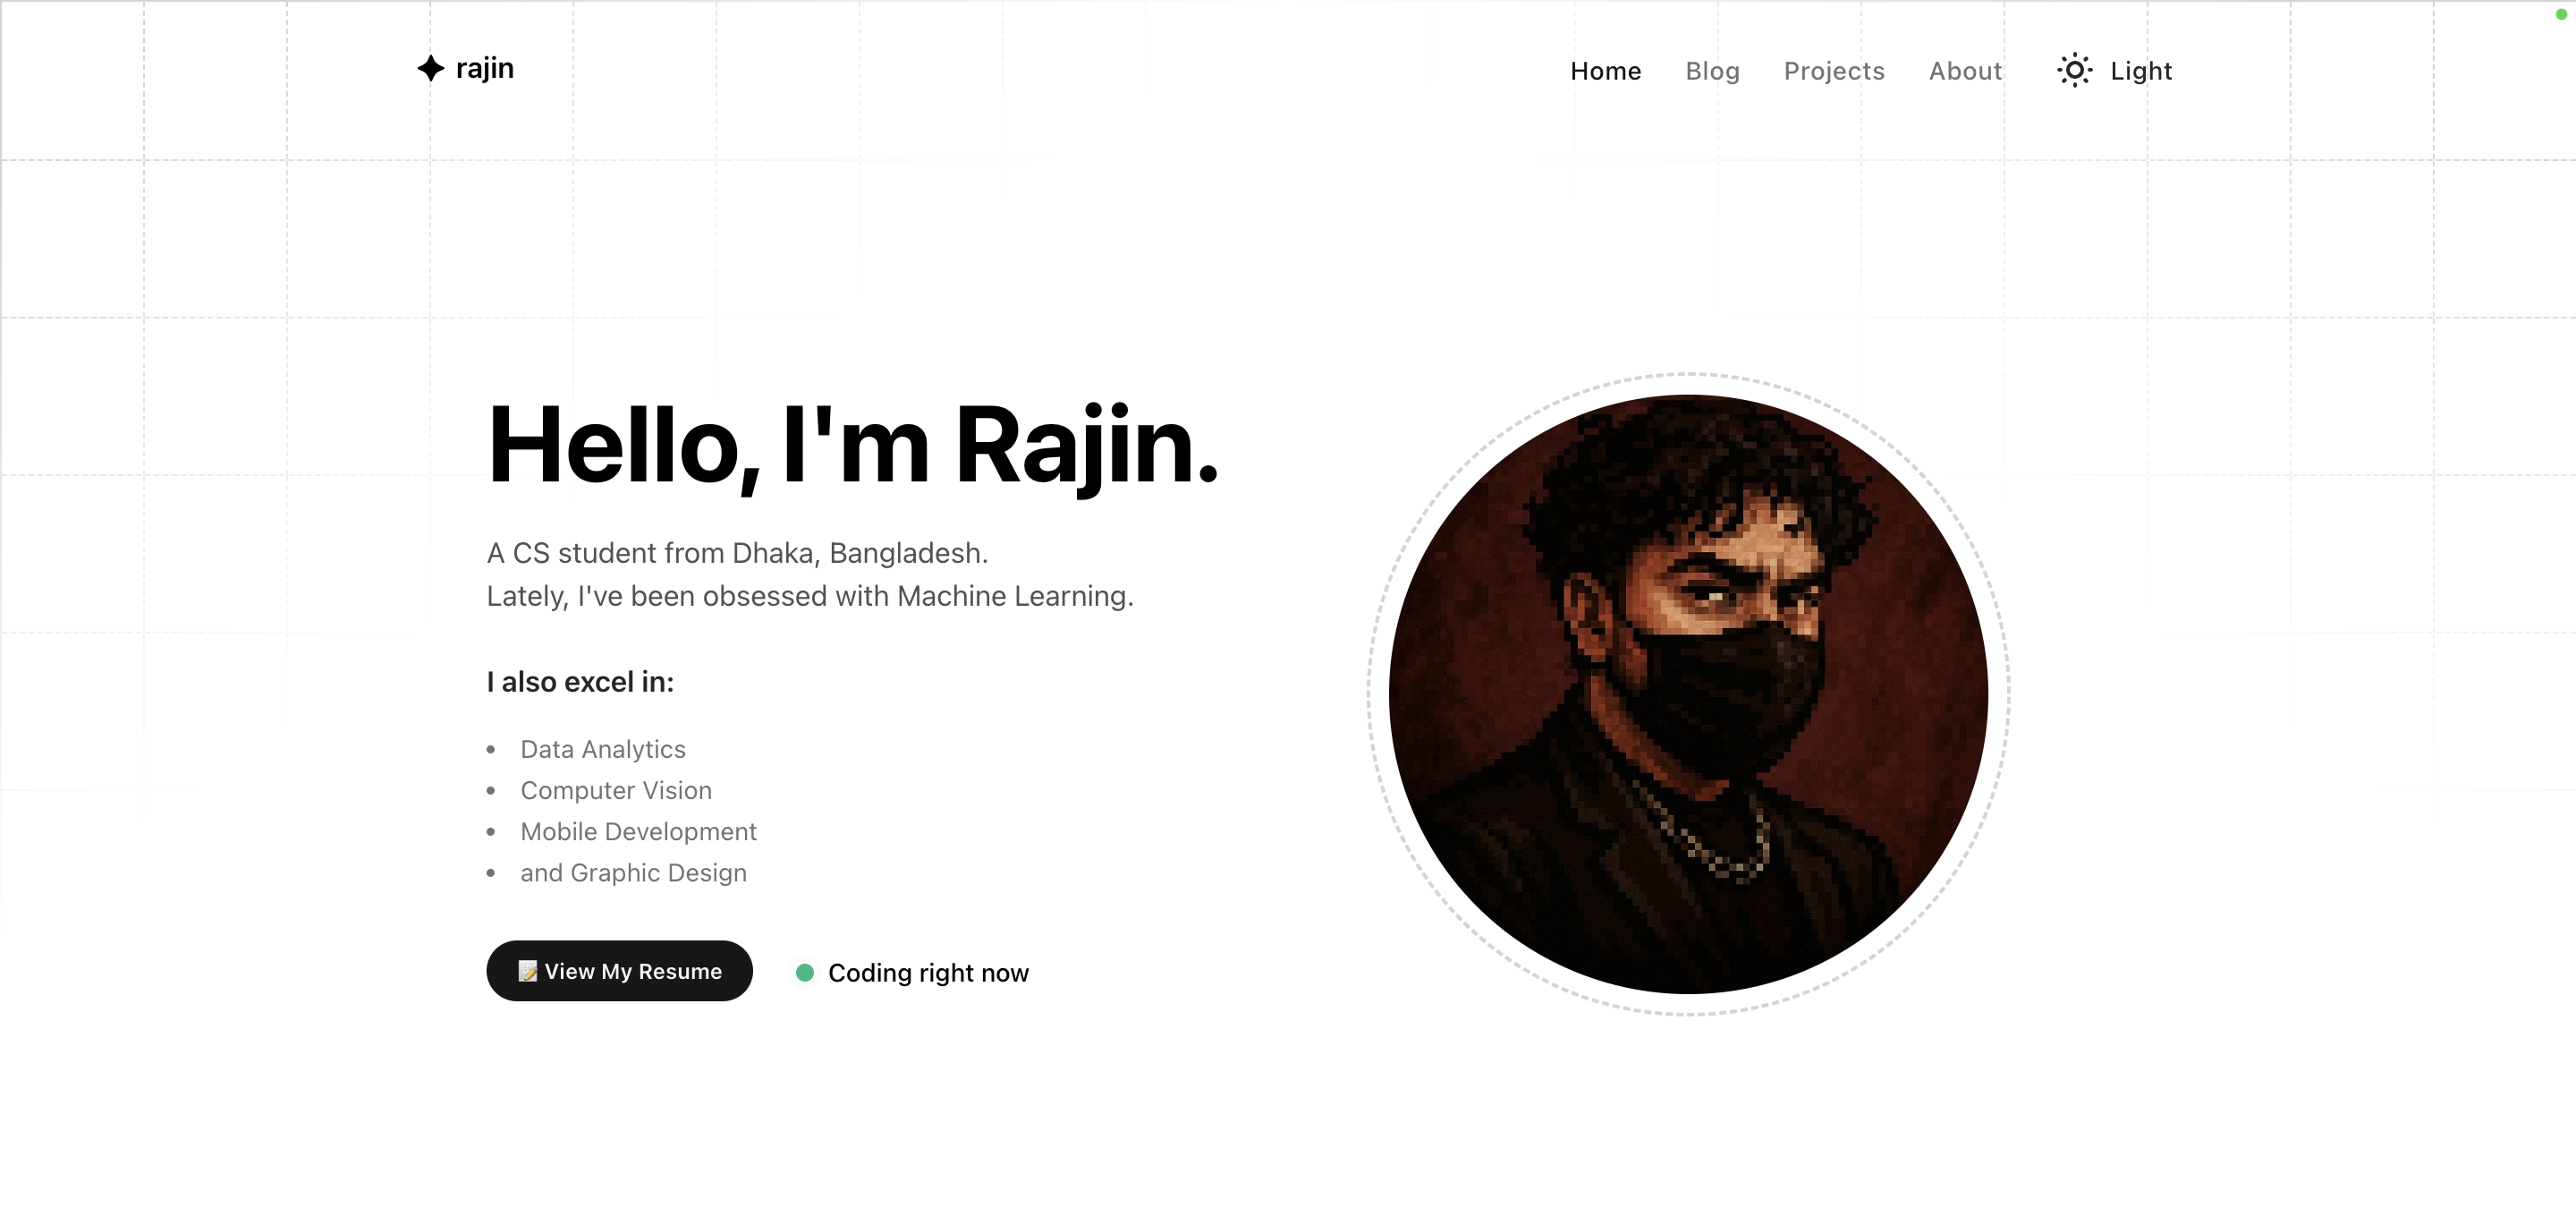 rajin
Home Blog Projects About Light
Hello, I'm Rajin.
A CS student from Dhaka, Bangladesh.
Lately, I've been obsessed with Machine Learning.
I also excel in:
• Data Analytics
• Computer Vision
• Mobile Development
• and Graphic Design
📝 View My Resume
Coding right now